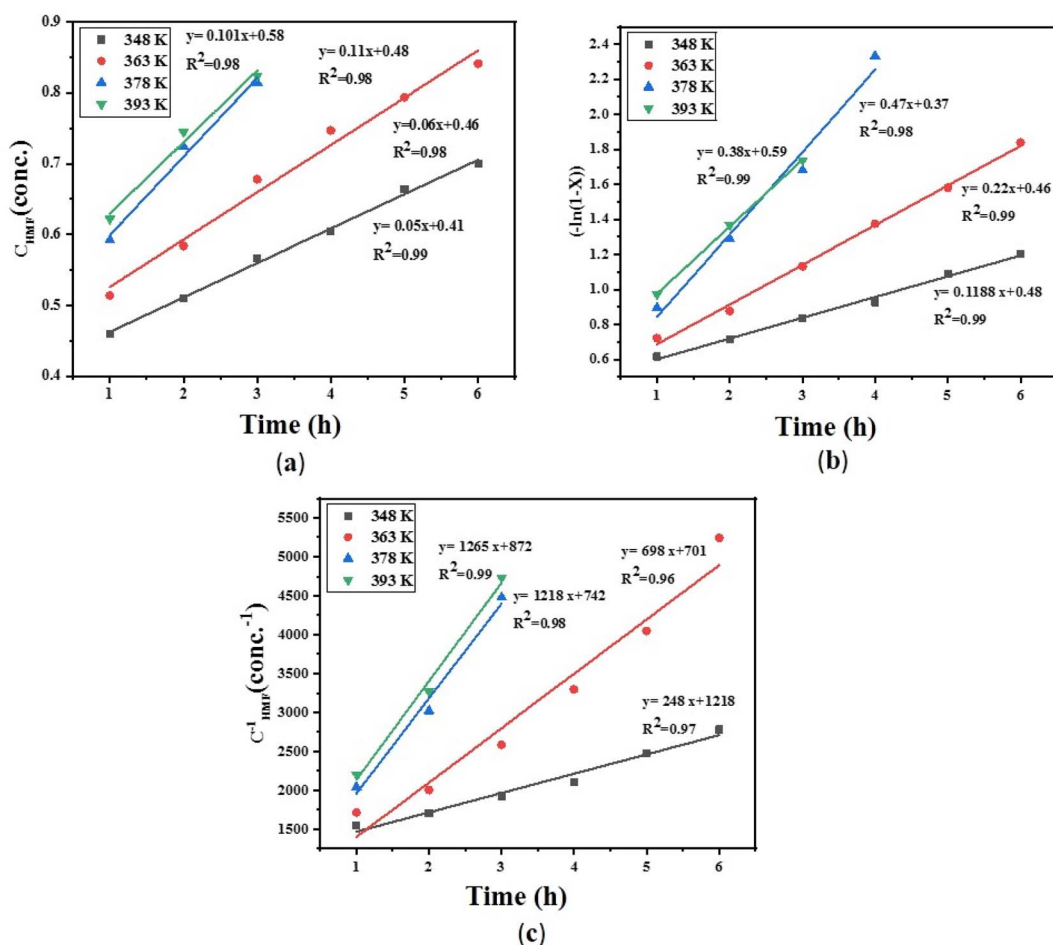 0.9
0.8
0.7
0.6
0.5
0.4
C_HMF(conc.)
348 K
363 K
378 K
393 K
y= 0.101x+0.58
R²=0.98
y= 0.11x+0.48
R²=0.98
y=0.06x+0.46
R²=0.98
y= 0.05x+0.41
R²=0.99
1 2 3 4 5 6
Time (h)
(a)
2.4
2.2
2.0
1.8
1.6
1.4
1.2
1.0
0.8
0.6
(-ln(1-X))
348 K
363 K
378 K
393 K
y= 0.47x+0.37
R²=0.98
y= 0.38x+0.59
R²=0.99
y= 0.22x+0.46
R²=0.99
y= 0.1188x+0.48
R²=0.99
1 2 3 4 5 6
Time (h)
(b)
5500
5000
4500
4000
3500
3000
2500
2000
1500
C⁻¹_HMF(conc.⁻¹)
348 K
363 K
378 K
393 K
y= 1265 x+872
R²=0.99
y= 698 x+701
R²=0.96
y= 1218 x+742
R²=0.98
y= 248 x+1218
R²=0.97
1 2 3 4 5 6
Time (h)
(c)